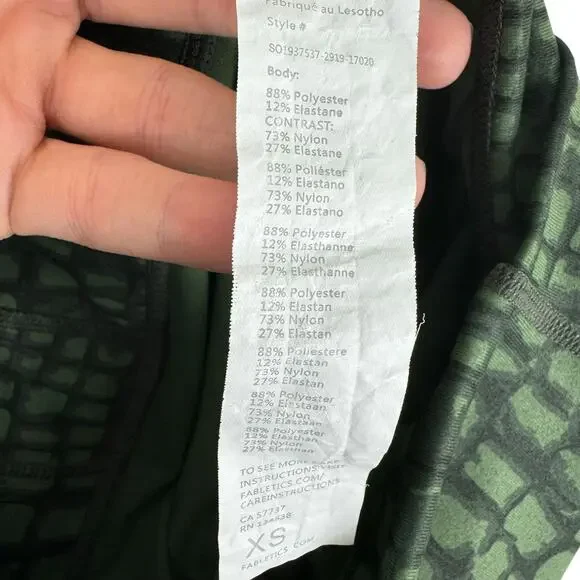 Fabriqué au Lesotho
Style #
SO1937537-2919-17020
Body:
88% Polyester
12% Elastane
CONTRAST:
73% Nylon
27% Elastane
88% Poliéster
12% Elastano
73% Nylon
27% Elastano
88% Polyester
12% Elasthanne
73% Nylon
27% Elasthanne
88% Polyester
12% Elastan
73% Nylon
27% Elastan
88% Poliestere
12% Elastan
73% Nylon
27% Elastan
88% Polyester
12% Elastaan
73% Nylon
27% Elastaan
88% Polyester
12% Elasthan
73% Nylon
27% Elasthan
TO SEE MORE CARE
INSTRUCTIONS VISIT
FABLETICS.COM/
CAREINSTRUCTIONS
CA 57737
RN
XS
FABLETICS.COM